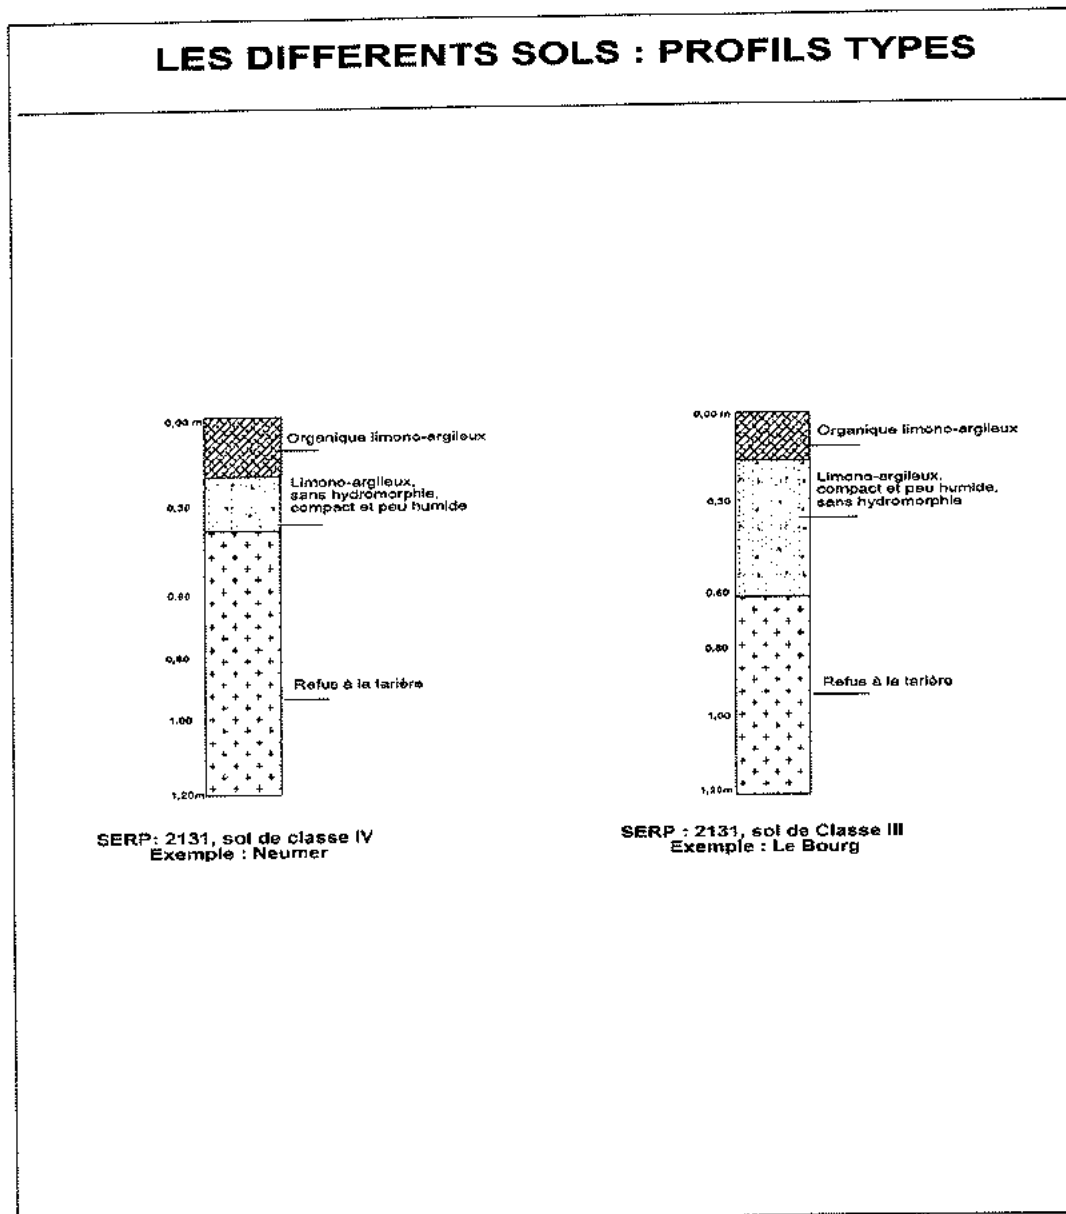 LES DIFFERENTS SOLS : PROFILS TYPES
0,00 m
Organique limono-argileux
Limono-argileux,
sans hydromorphie,
compact et peu humide
0,30
0,60
0,80
Refus à la tarière
1,00
1,20m
SERP: 2131, sol de classe IV
Exemple : Neumer
0,00 m
Organique limono-argileux
Limono-argileux,
compact et peu humide,
sans hydromorphie
0,30
0,60
0,80
Refus à la tarière
1,00
1,20m
SERP : 2131, sol de Classe III
Exemple : Le Bourg